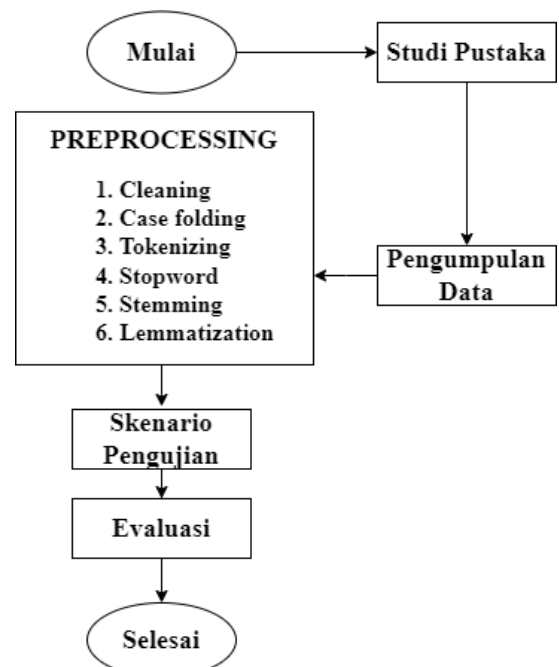 Mulai
Studi Pustaka
Pengumpulan
Data
PREPROCESSING
1. Cleaning
2. Case folding
3. Tokenizing
4. Stopword
5. Stemming
6. Lemmatization
Skenario
Pengujian
Evaluasi
Selesai